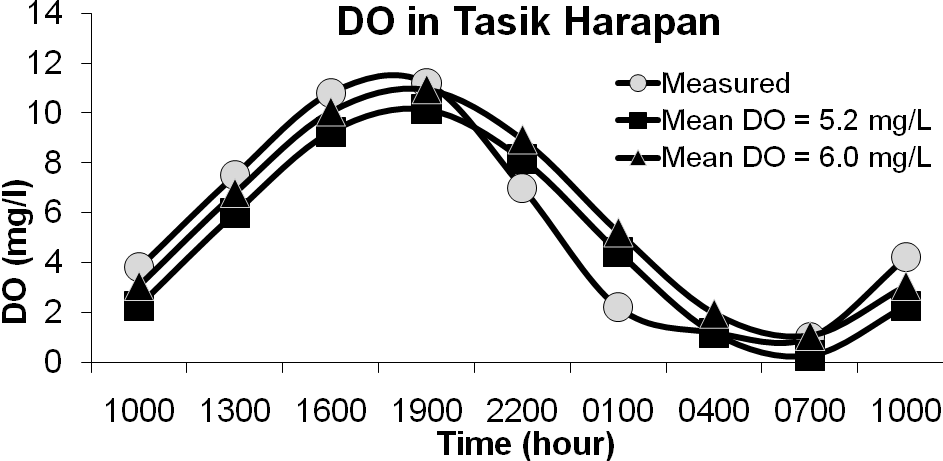 DO in Tasik Harapan
14
12
10
8
6
4
2
0
DO (mg/l)
Measured
Mean DO = 5.2 mg/L
Mean DO = 6.0 mg/L
1000 1300 1600 1900 2200 0100 0400 0700 1000
Time (hour)